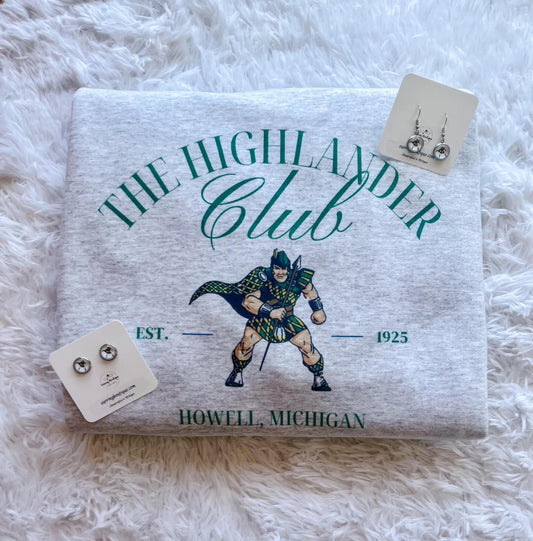 THE HIGHLANDER
Club
EST. 1925
HOWELL, MICHIGAN